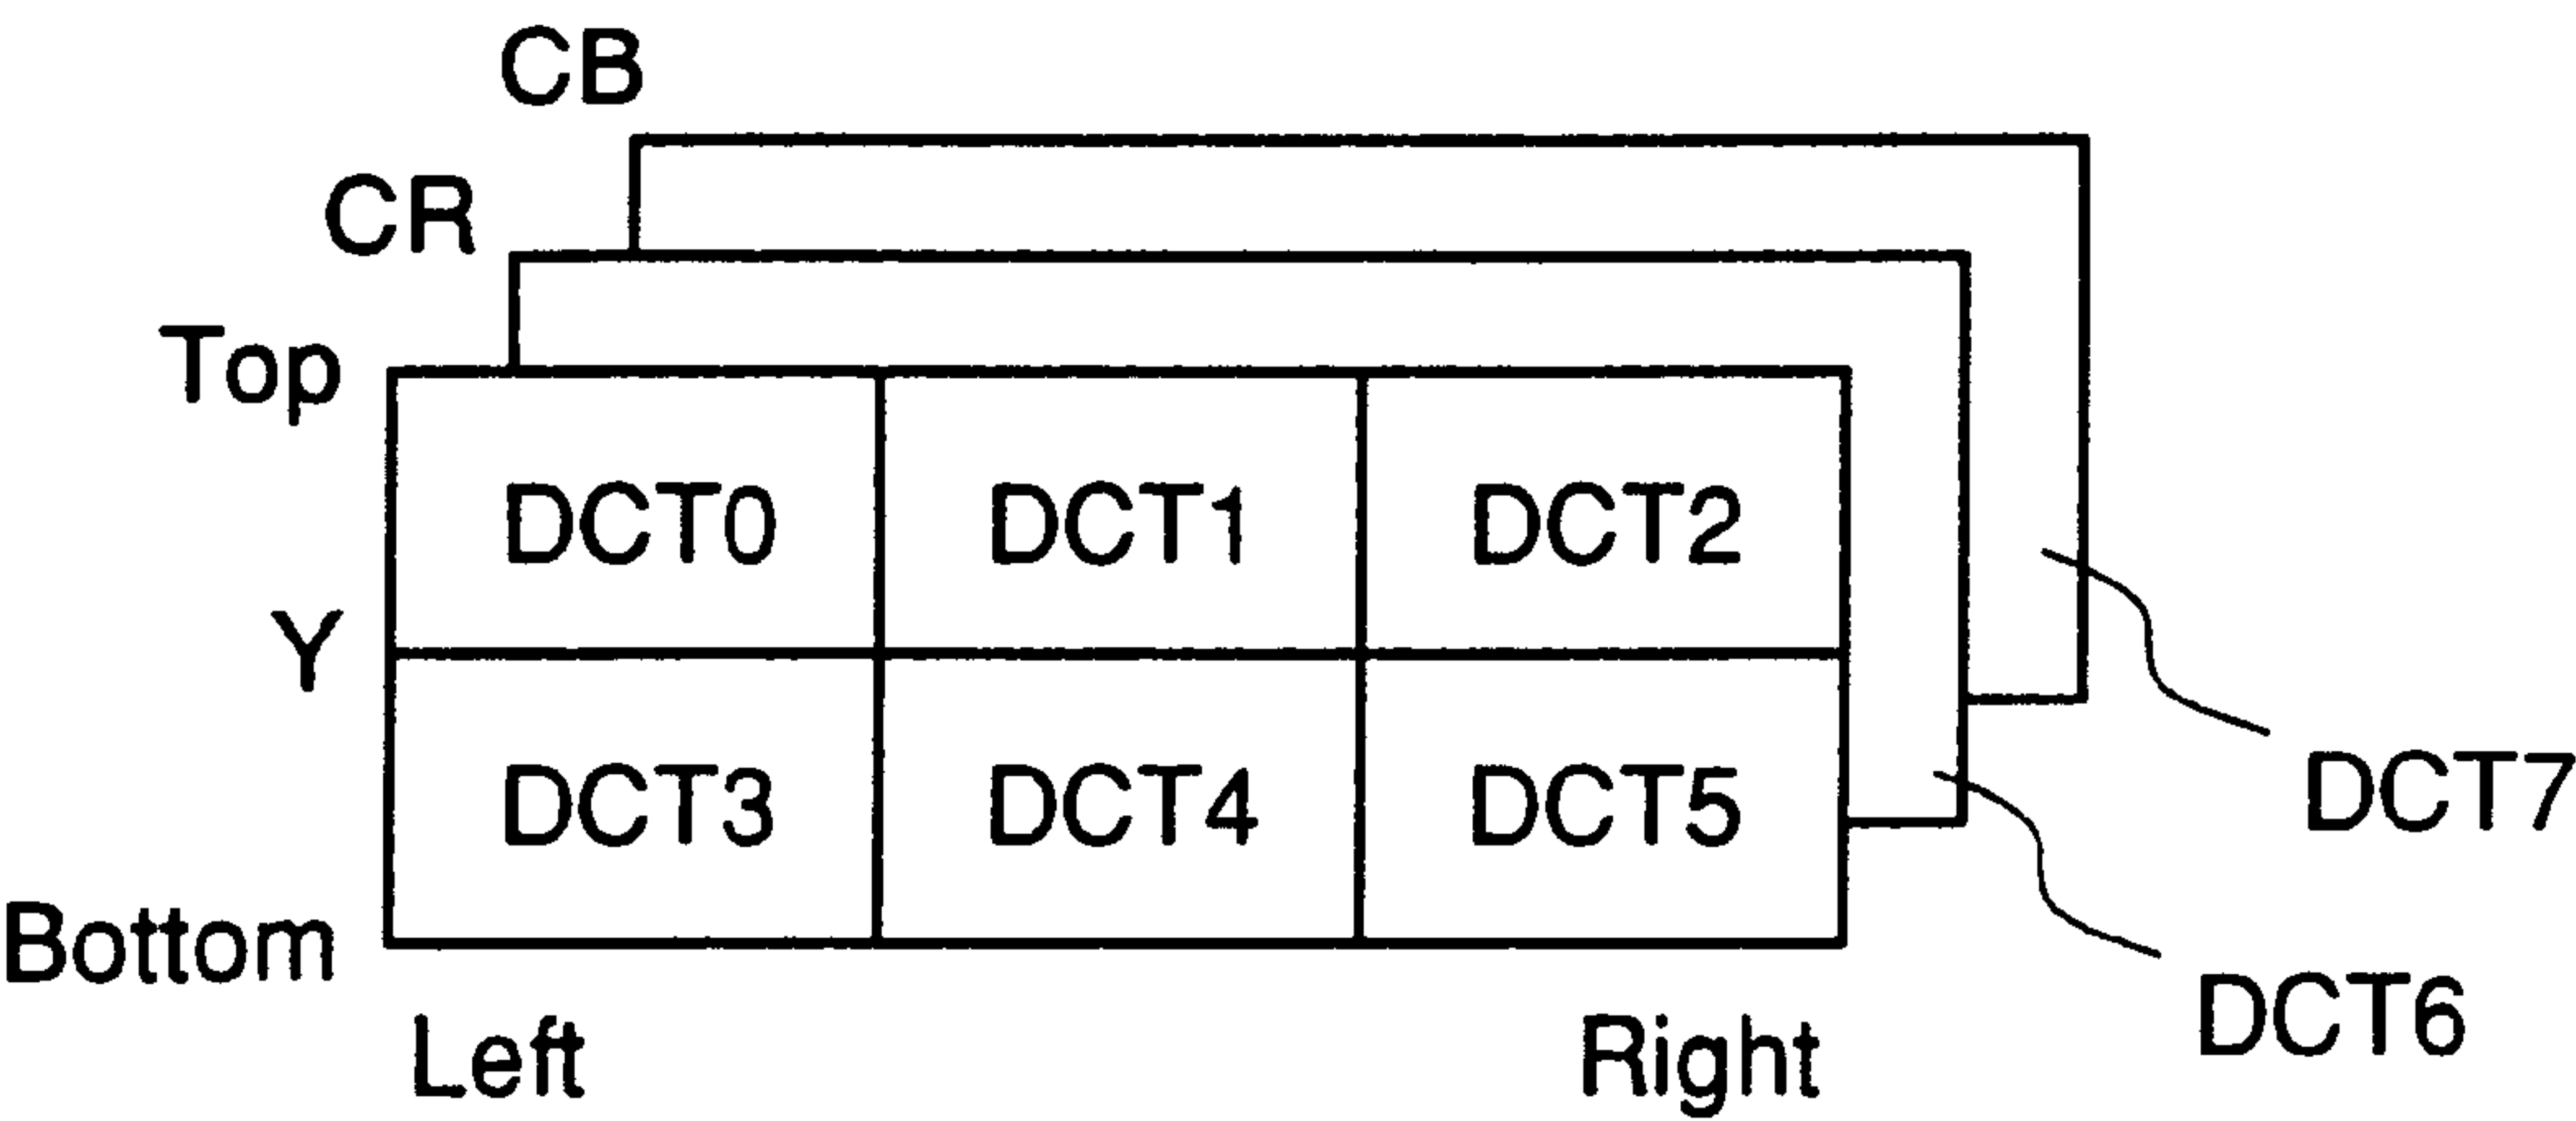 CB
CR
Top
DCT0 DCT1 DCT2
Y
DCT3 DCT4 DCT5
DCT7
Bottom
DCT6
Left Right